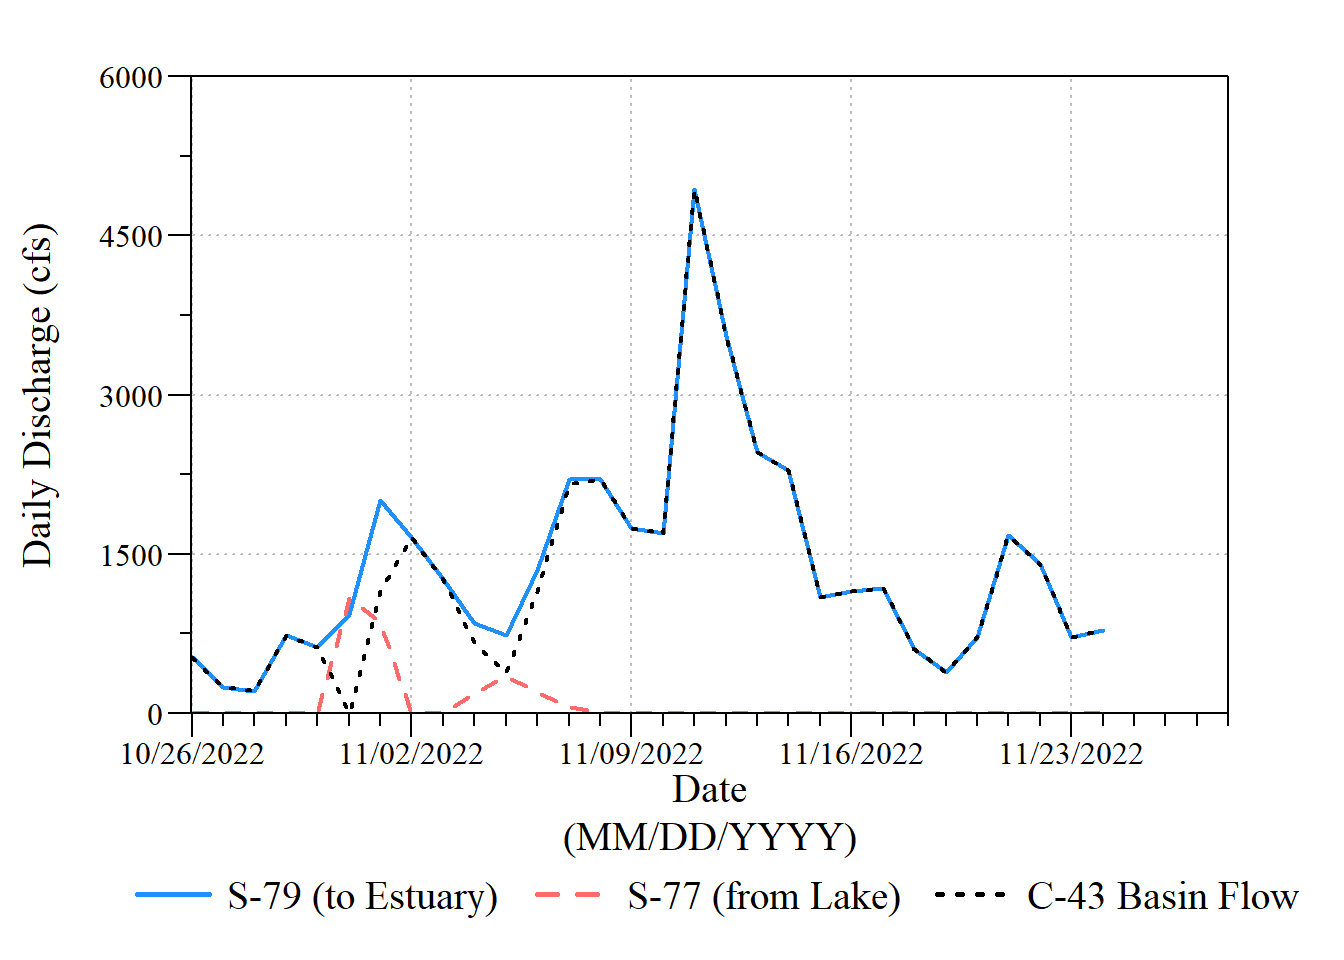 6000
4500
3000
1500
0
Daily Discharge (cfs)
10/26/2022 11/02/2022 11/09/2022 11/16/2022 11/23/2022
Date
(MM/DD/YYYY)
S-79 (to Estuary) S-77 (from Lake) C-43 Basin Flow